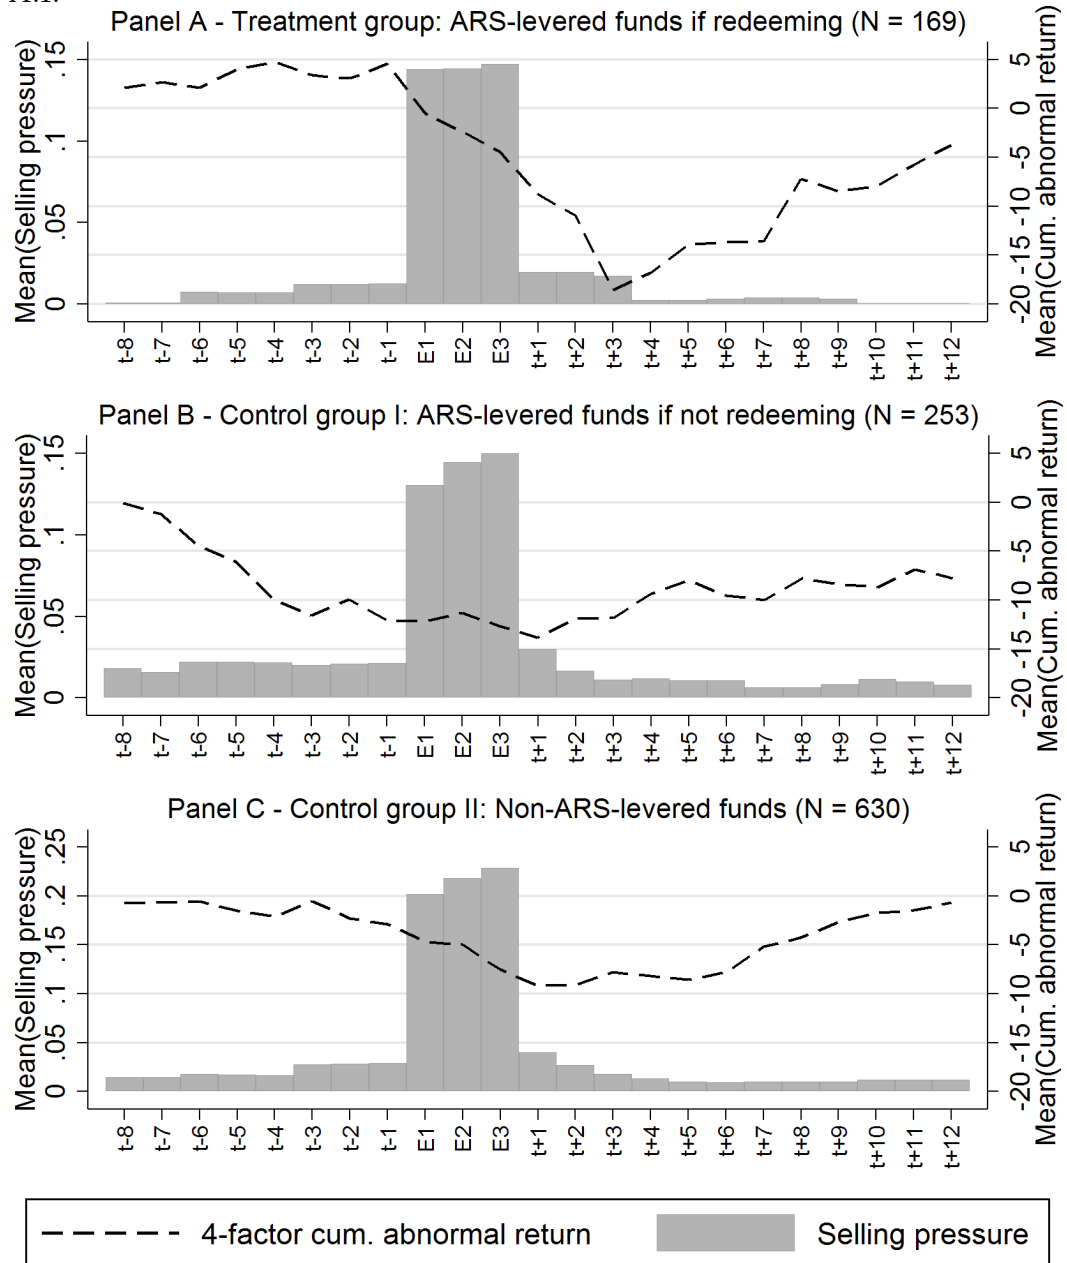 Panel A - Treatment group: ARS-levered funds if redeeming (N = 169)
Mean(Selling pressure)
0 .05 .1 .15
Mean(Cum. abnormal return)
-20 -15 -10 -5 0 5
t-8 t-7 t-6 t-5 t-4 t-3 t-2 t-1 E1 E2 E3 t+1 t+2 t+3 t+4 t+5 t+6 t+7 t+8 t+9 t+10 t+11 t+12
Panel B - Control group I: ARS-levered funds if not redeeming (N = 253)
Mean(Selling pressure)
0 .05 .1 .15
Mean(Cum. abnormal return)
-20 -15 -10 -5 0 5
t-8 t-7 t-6 t-5 t-4 t-3 t-2 t-1 E1 E2 E3 t+1 t+2 t+3 t+4 t+5 t+6 t+7 t+8 t+9 t+10 t+11 t+12
Panel C - Control group II: Non-ARS-levered funds (N = 630)
Mean(Selling pressure)
0 .05 .1 .15 .2 .25
Mean(Cum. abnormal return)
-20 -15 -10 -5 0 5
t-8 t-7 t-6 t-5 t-4 t-3 t-2 t-1 E1 E2 E3 t+1 t+2 t+3 t+4 t+5 t+6 t+7 t+8 t+9 t+10 t+11 t+12
4-factor cum. abnormal return
Selling pressure